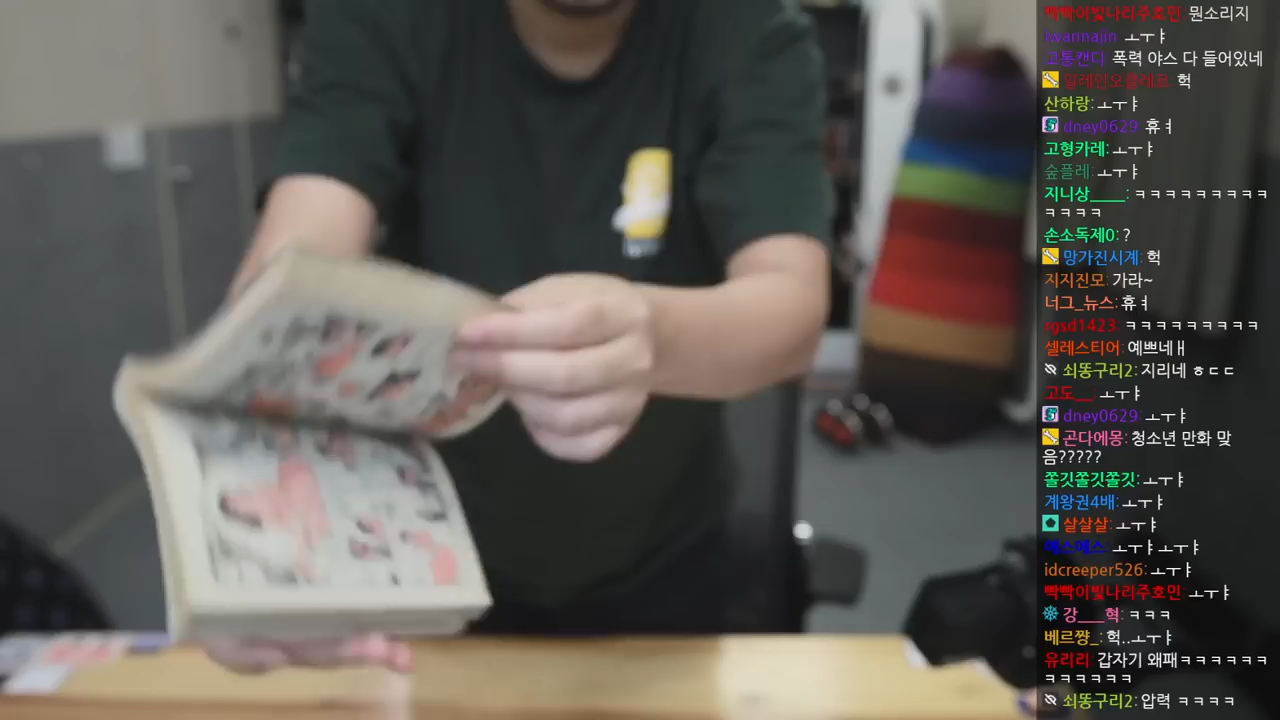 빡빡이빛나리주호민 뭔소리지
iwannajin ㅗㅜㅑ
고통캔디 폭력 야스 다 들어있네
헉
산하랑: ㅗㅜㅑ
dney0629 휴ㅕ
고형카레: ㅗㅜㅑ
숲플레: ㅗㅜㅑ
지니상____: ㅋㅋㅋㅋㅋㅋㅋㅋㅋ
ㅋㅋㅋㅋ
손소독제0: ?
망가진시계: 헉
지지진모: 가라~
너그_뉴스: 휴ㅕ
rgsd1423: ㅋㅋㅋㅋㅋㅋㅋㅋㅋ
셀레스티어: 예쁘네ㅐ
쇠똥구리2: 지리네 ㅎㄷㄷ
고도__ ㅗㅜㅑ
dney0629: ㅗㅜㅑ
곤다에몽: 청소년 만화 맞
음?????
쫄깃쫄깃쫄깃: ㅗㅜㅑ
계왕권4배: ㅗㅜㅑ
살살살: ㅗㅜㅑ
에스메스: ㅗㅜㅑㅗㅜㅑ
idcreeper526: ㅗㅜㅑ
빡빡이빛나리주호민: ㅗㅜㅑ
강___혁: ㅋㅋㅋ
베르쨩_: 헉..ㅗㅜㅑ
유리리 갑자기 왜패ㅋㅋㅋㅋㅋㅋ
ㅋㅋㅋㅋㅋㅋ
쇠똥구리2: 압력 ㅋㅋㅋㅋ